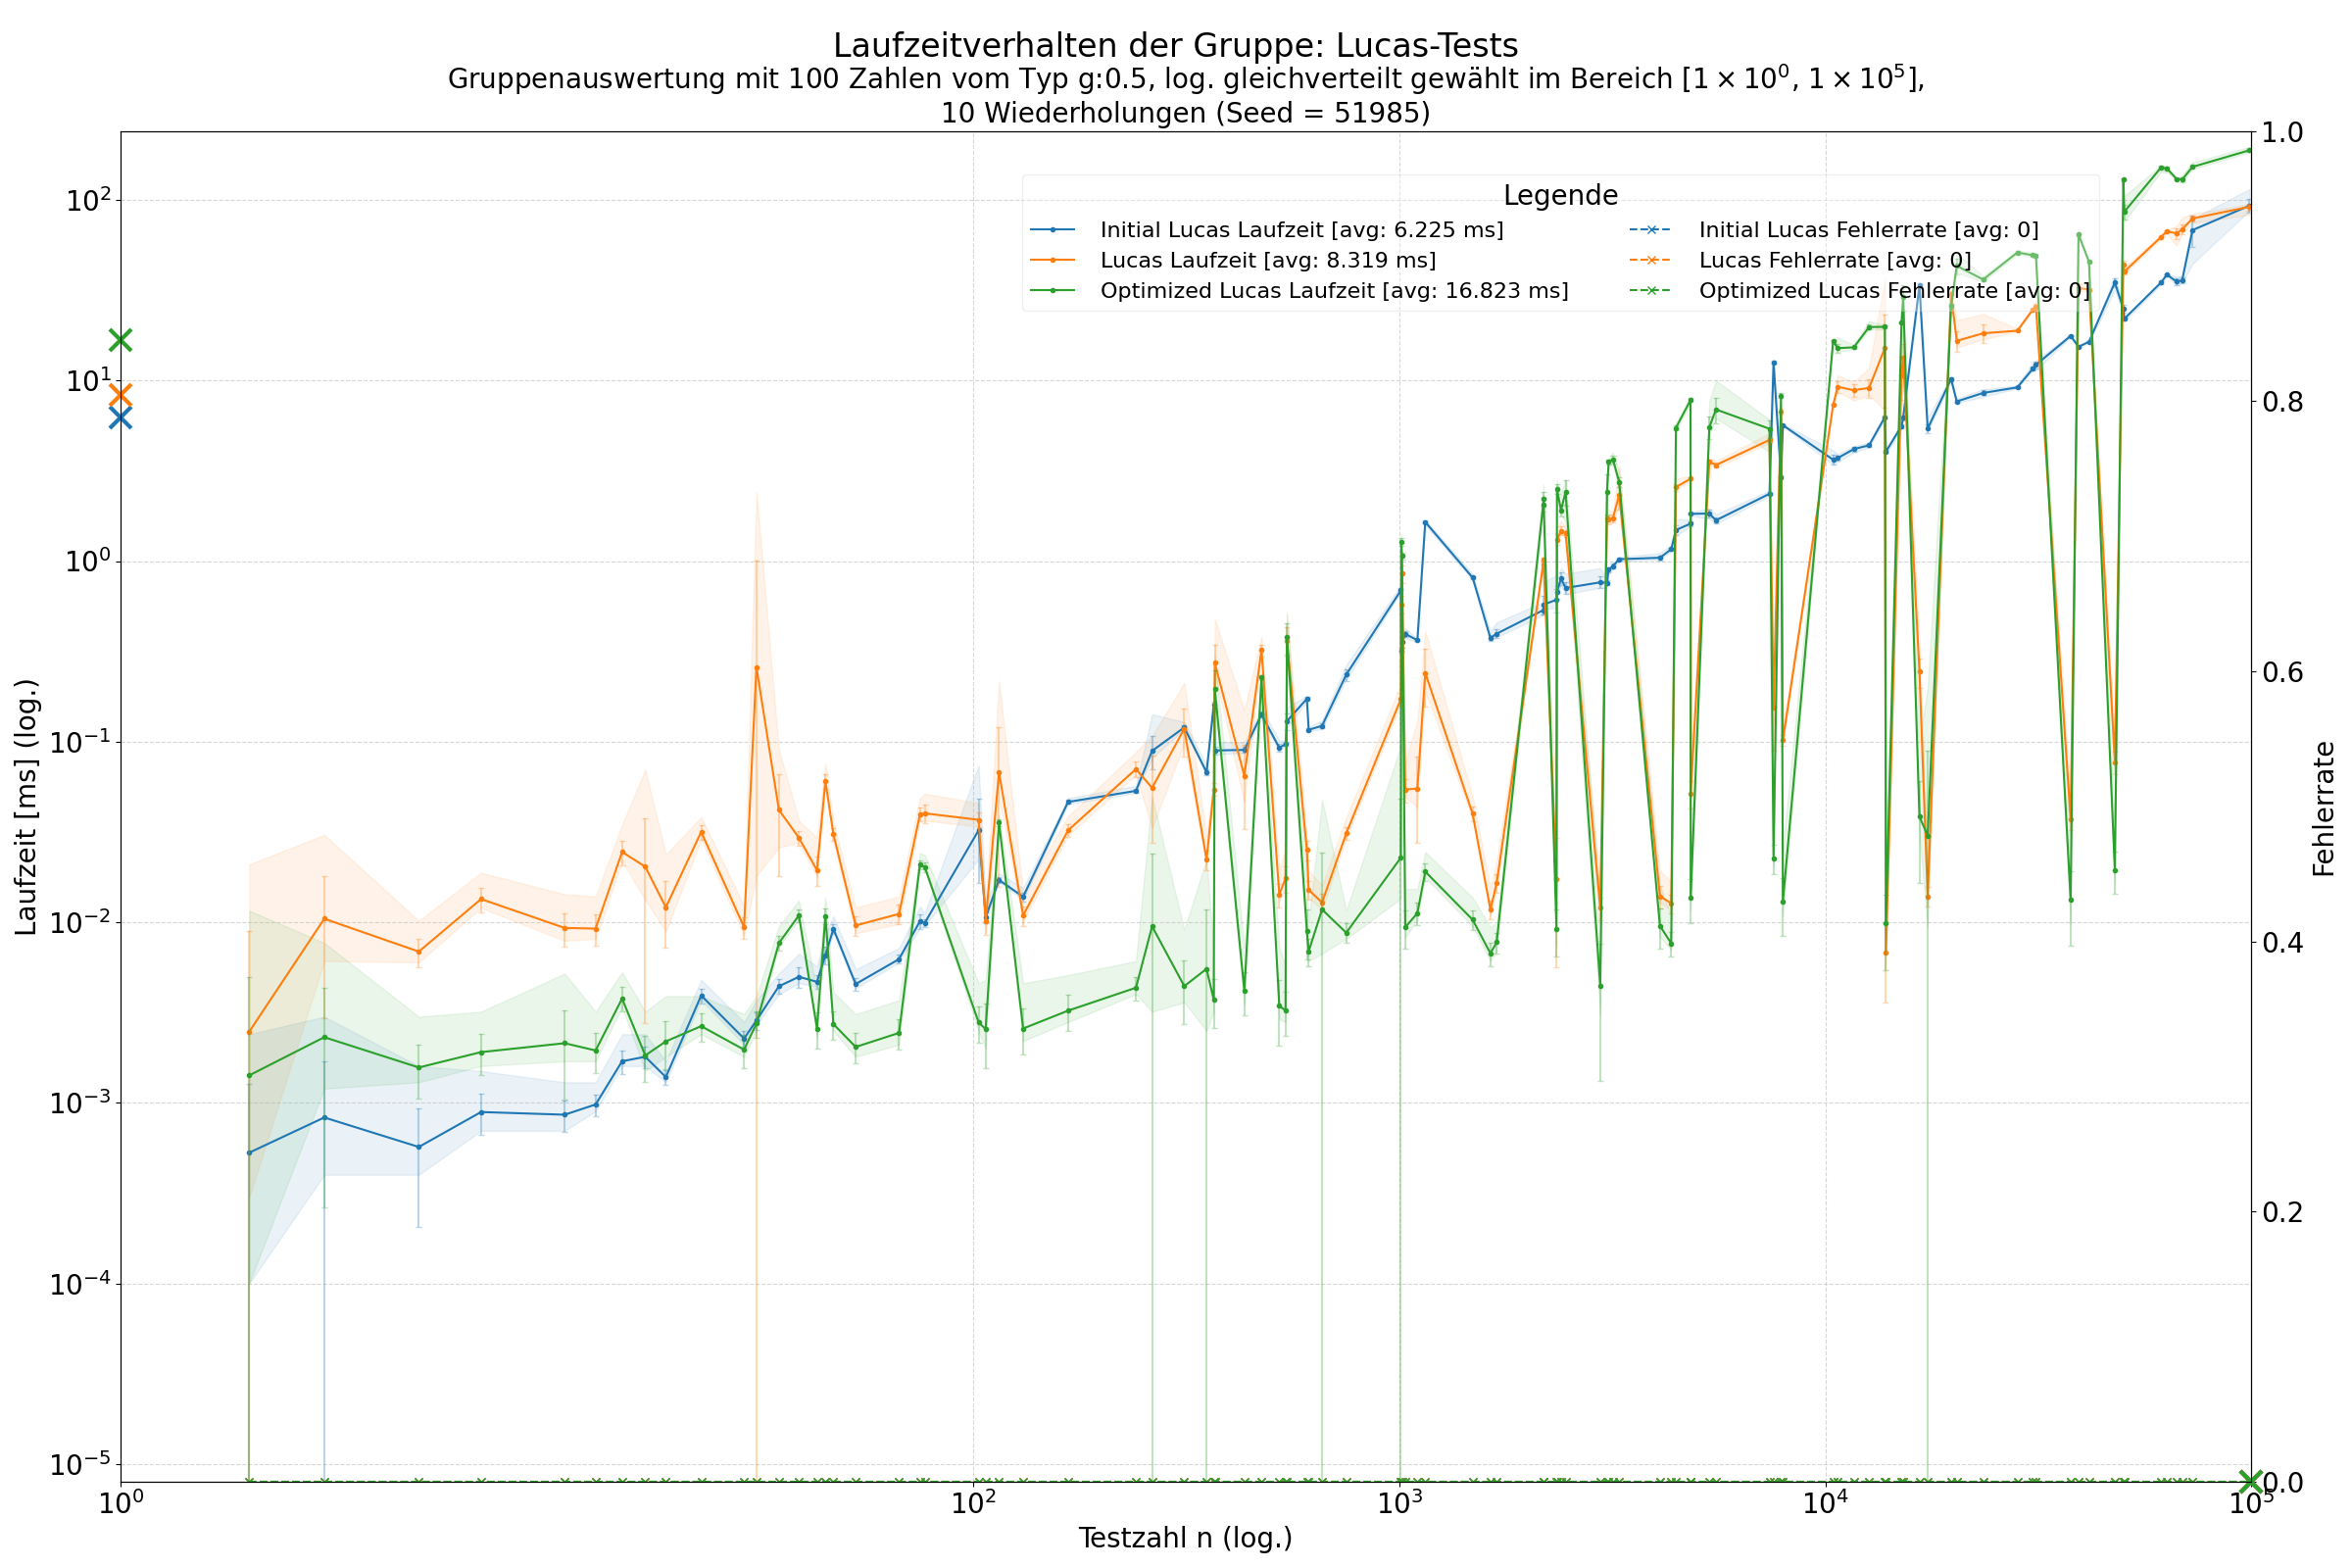 Laufzeitverhalten der Gruppe: Lucas-Tests
Gruppenauswertung mit 100 Zahlen vom Typ g:0.5, log. gleichverteilt gewählt im Bereich [1 × 10⁰, 1 × 10⁵],
10 Wiederholungen (Seed = 51985)
Legende
Initial Lucas Laufzeit [avg: 6.225 ms]
Lucas Laufzeit [avg: 8.319 ms]
Optimized Lucas Laufzeit [avg: 16.823 ms]
Initial Lucas Fehlerrate [avg: 0]
Lucas Fehlerrate [avg: 0]
Optimized Lucas Fehlerrate [avg: 0]
Laufzeit [ms] (log.)
10²
10¹
10⁰
10⁻¹
10⁻²
10⁻³
10⁻⁴
10⁻⁵
1.0
0.8
0.6
0.4
0.2
0.0
Fehlerrate
10⁰
10²
10³
10⁴
10⁵
Testzahl n (log.)